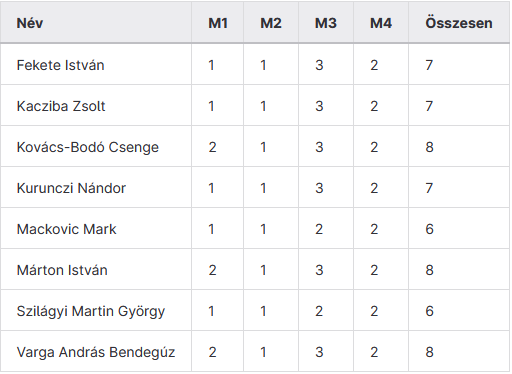 Név M1 M2 M3 M4 Összesen
Fekete István 1 1 3 2 7
Kacziba Zsolt 1 1 3 2 7
Kovács-Bodó Csenge 2 1 3 2 8
Kurunczi Nándor 1 1 3 2 7
Mackovic Mark 1 1 2 2 6
Márton István 2 1 3 2 8
Szilágyi Martin György 1 1 2 2 6
Varga András Bendegúz 2 1 3 2 8